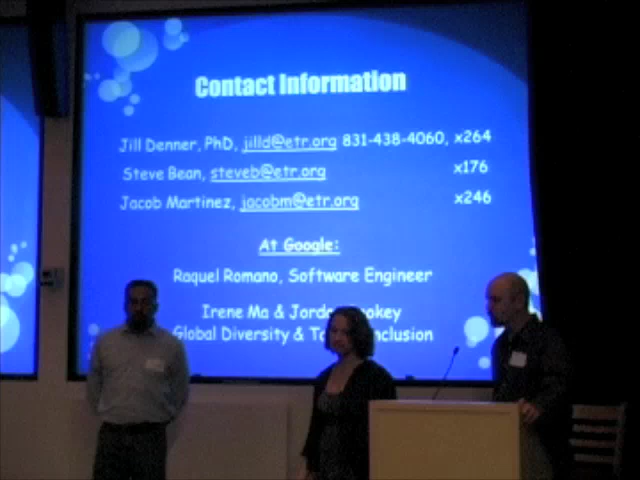 Contact Information
Jill Denner, PhD, jilld@etr.org 831-438-4060, x264
Steve Bean, steveb@etr.org x176
Jacob Martinez, jacobm@etr.org x246
At Google:
Raquel Romano, Software Engineer
Irene Ma &
Global Diversity &